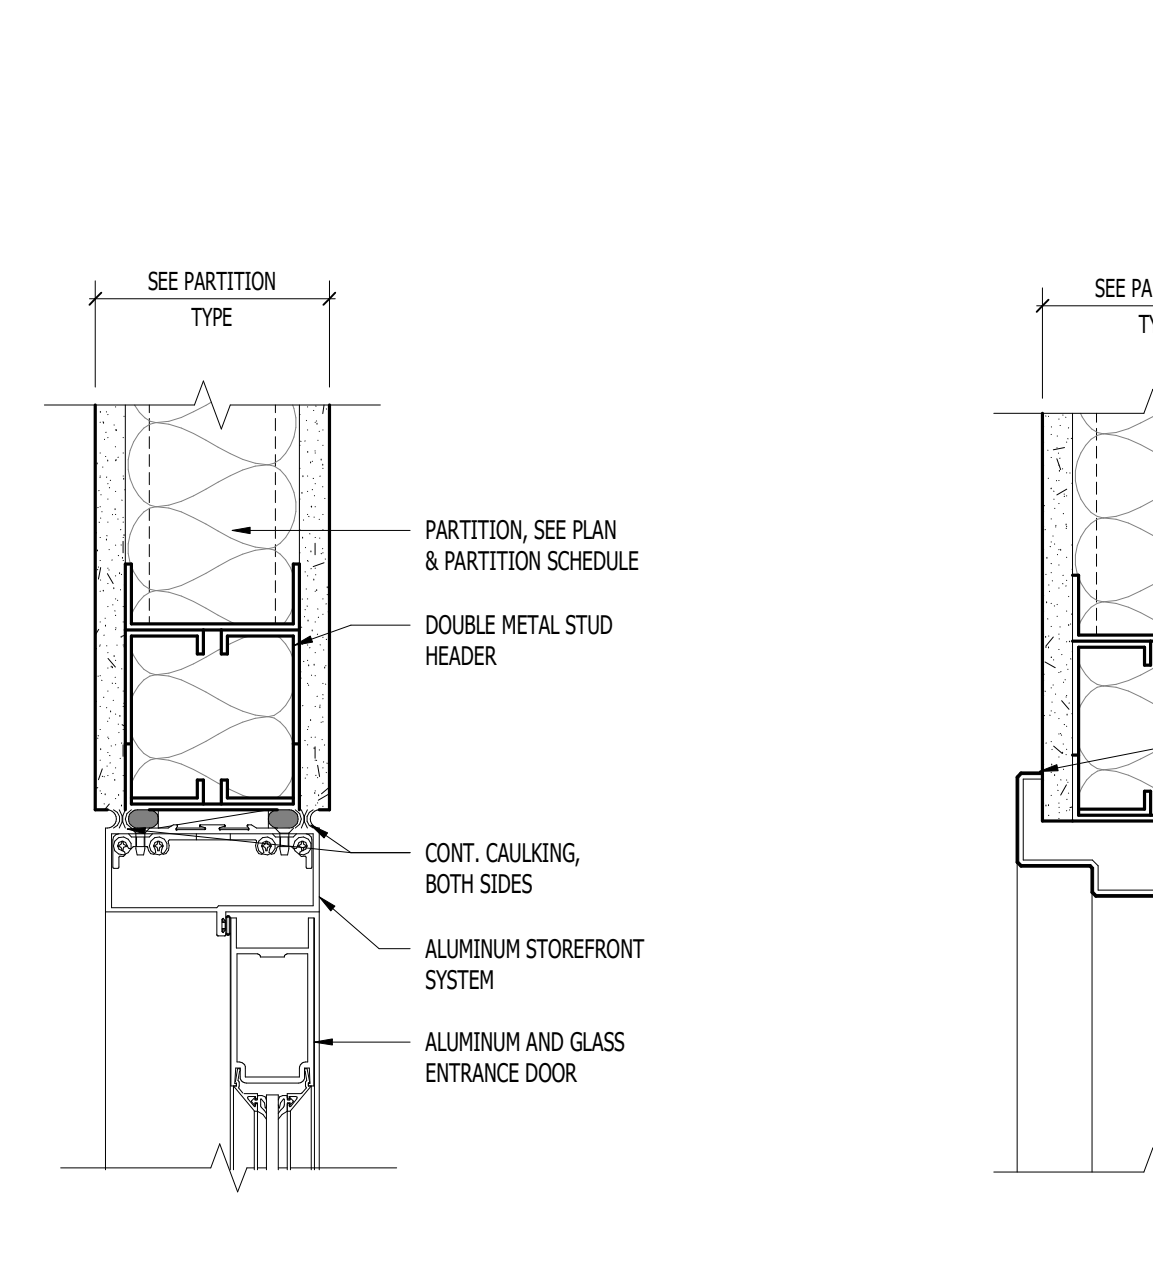 SEE PARTITION
TYPE
PARTITION, SEE PLAN
& PARTITION SCHEDULE
DOUBLE METAL STUD
HEADER
CONT. CAULKING,
BOTH SIDES
ALUMINUM STOREFRONT
SYSTEM
ALUMINUM AND GLASS
ENTRANCE DOOR
SEE